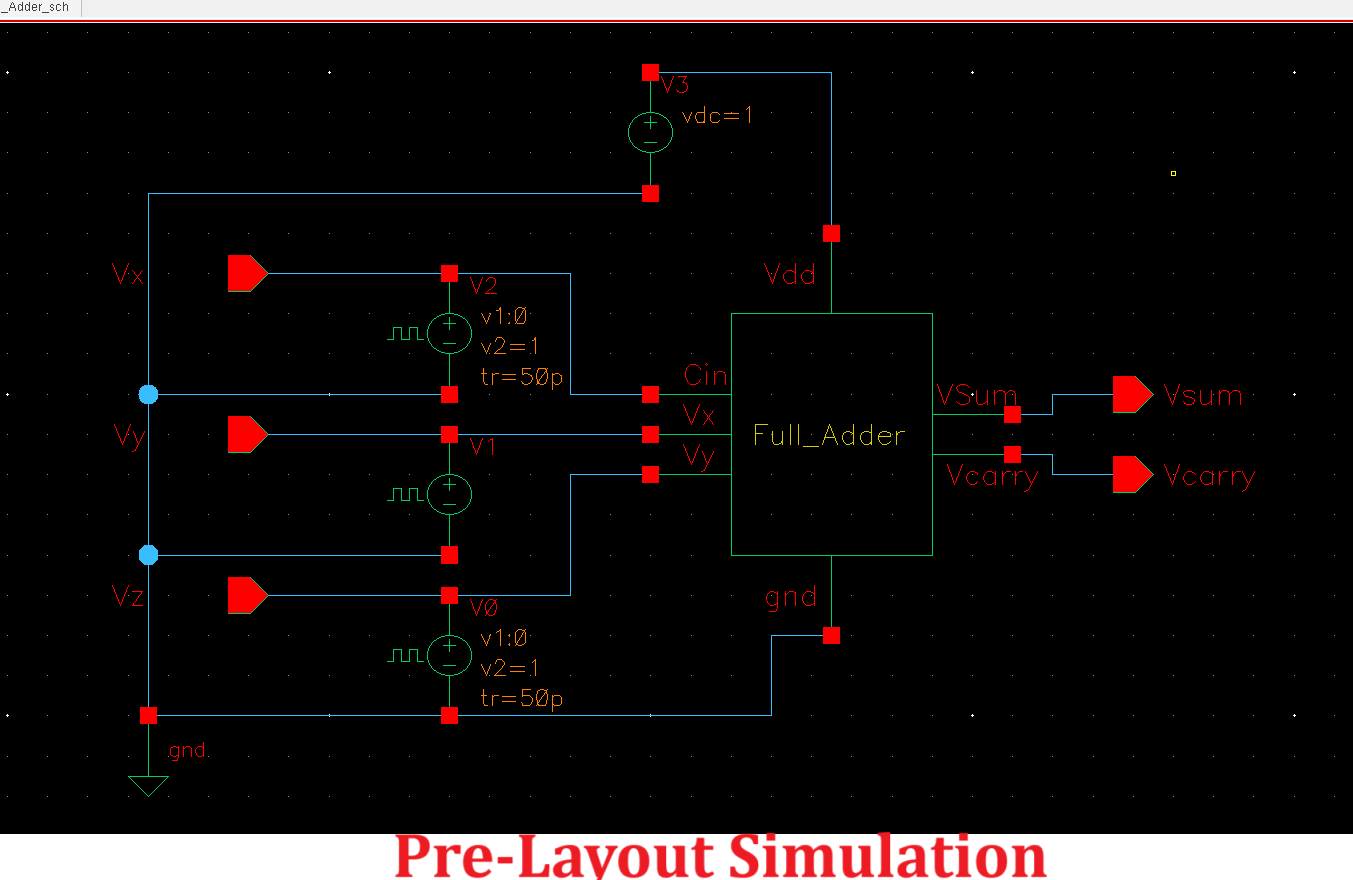 _Adder_sch
V3
vdc=1
Vx
V2
v1:0
v2=1
tr=50p
Vdd
Cin
Vx
Vy
Full_Adder
VSum
Vsum
Vcarry
Vcarry
Vy
V1
Vz
V0
v1:0
v2=1
tr=50p
gnd
gnd
Pre-Layout Simulation